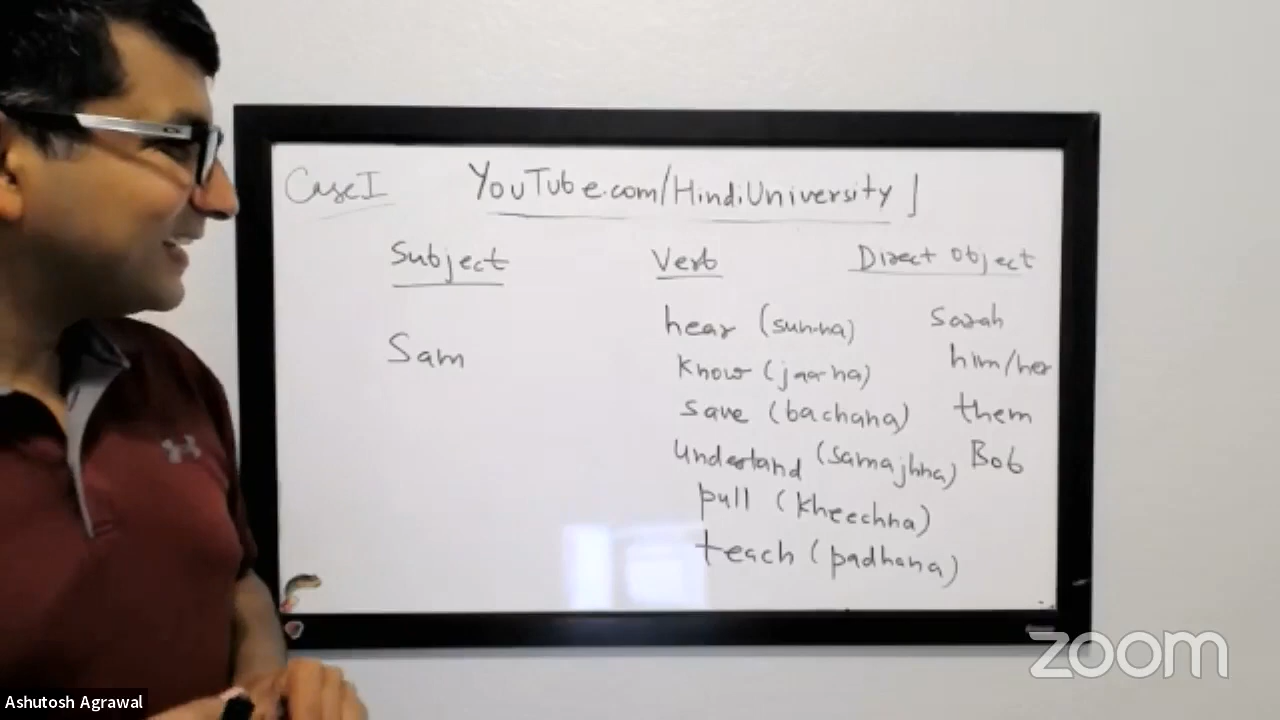 Case I YouTube.com/HindiUniversity
Subject Verb Direct Object
hear (sun-na) Sarah
Sam
know (jaan-na) him/her
save (bachana) them
understand (samajhna) Bob
pull (kheechna)
teach (padhana)
zoom
Ashutosh Agrawal